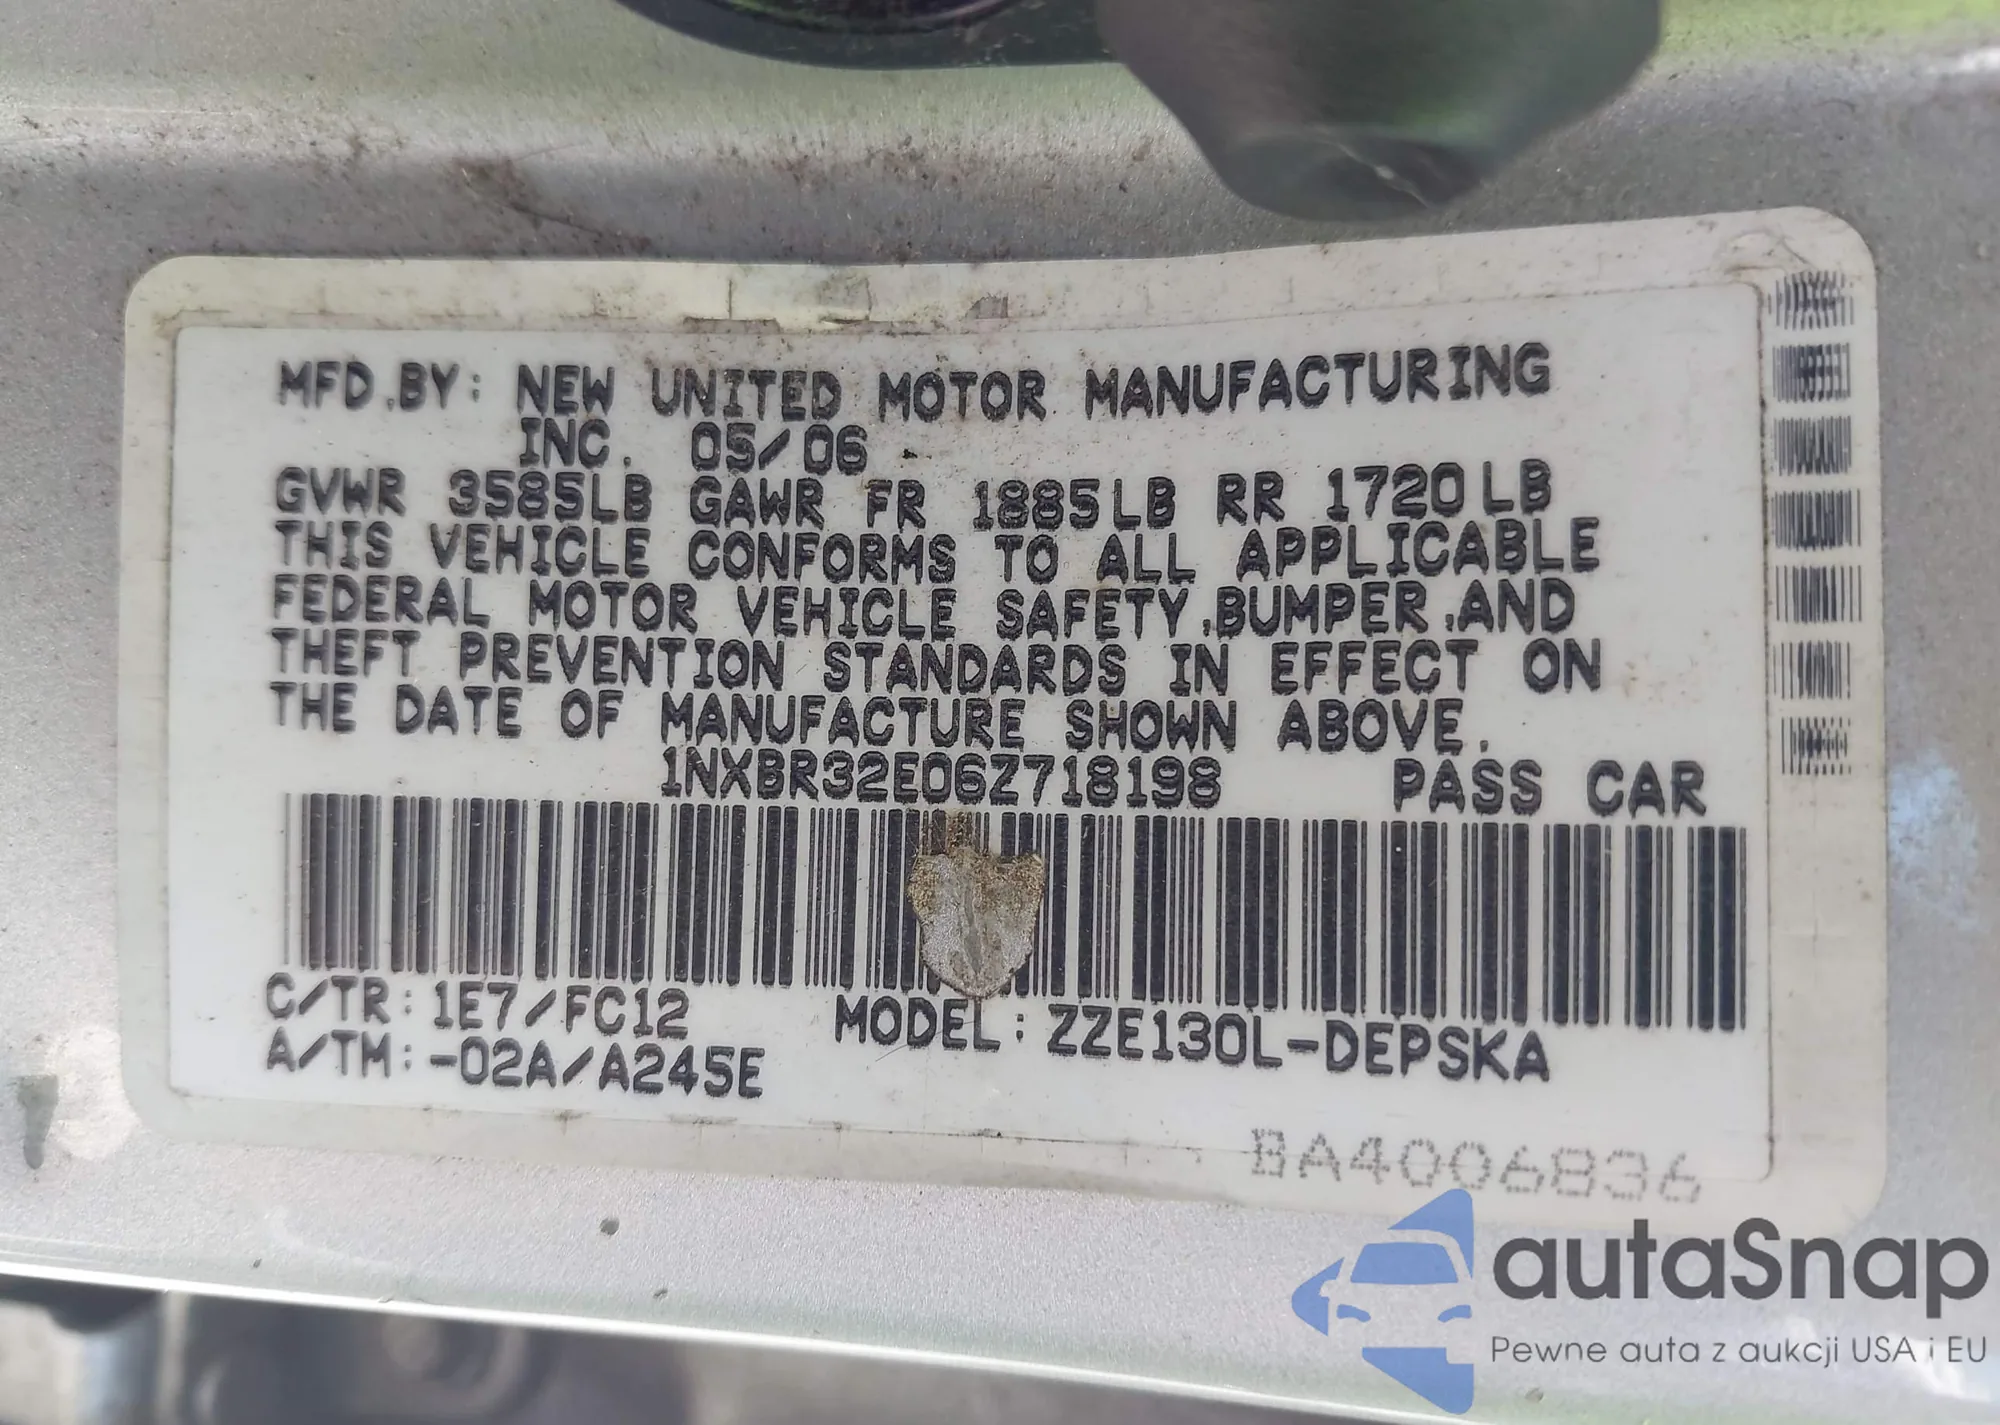 MFD.BY: NEW UNITED MOTOR MANUFACTURING
INC. 05/06
GVWR 3585LB GAWR FR 1885LB RR 1720LB
THIS VEHICLE CONFORMS TO ALL APPLICABLE
FEDERAL MOTOR VEHICLE SAFETY,BUMPER,AND
THEFT PREVENTION STANDARDS IN EFFECT ON
THE DATE OF MANUFACTURE SHOWN ABOVE.
1NXBR32E06Z718198 PASS CAR
C/TR: 1E7/FC12 MODEL: ZZE130L-DEPSKA
A/TM: -02A/A245E
BA4006836
autaSnap
Pewne auta z aukcji USA i EU